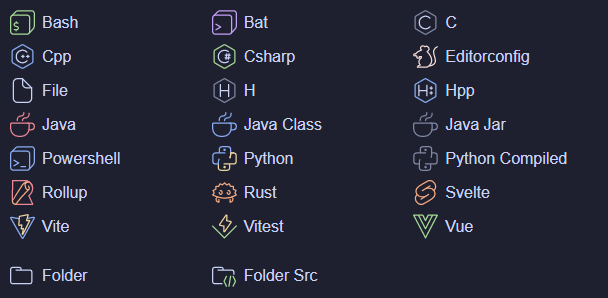 Bash Bat C
Cpp Csharp Editorconfig
File H Hpp
Java Java Class Java Jar
Powershell Python Python Compiled
Rollup Rust Svelte
Vite Vitest Vue
Folder Folder Src